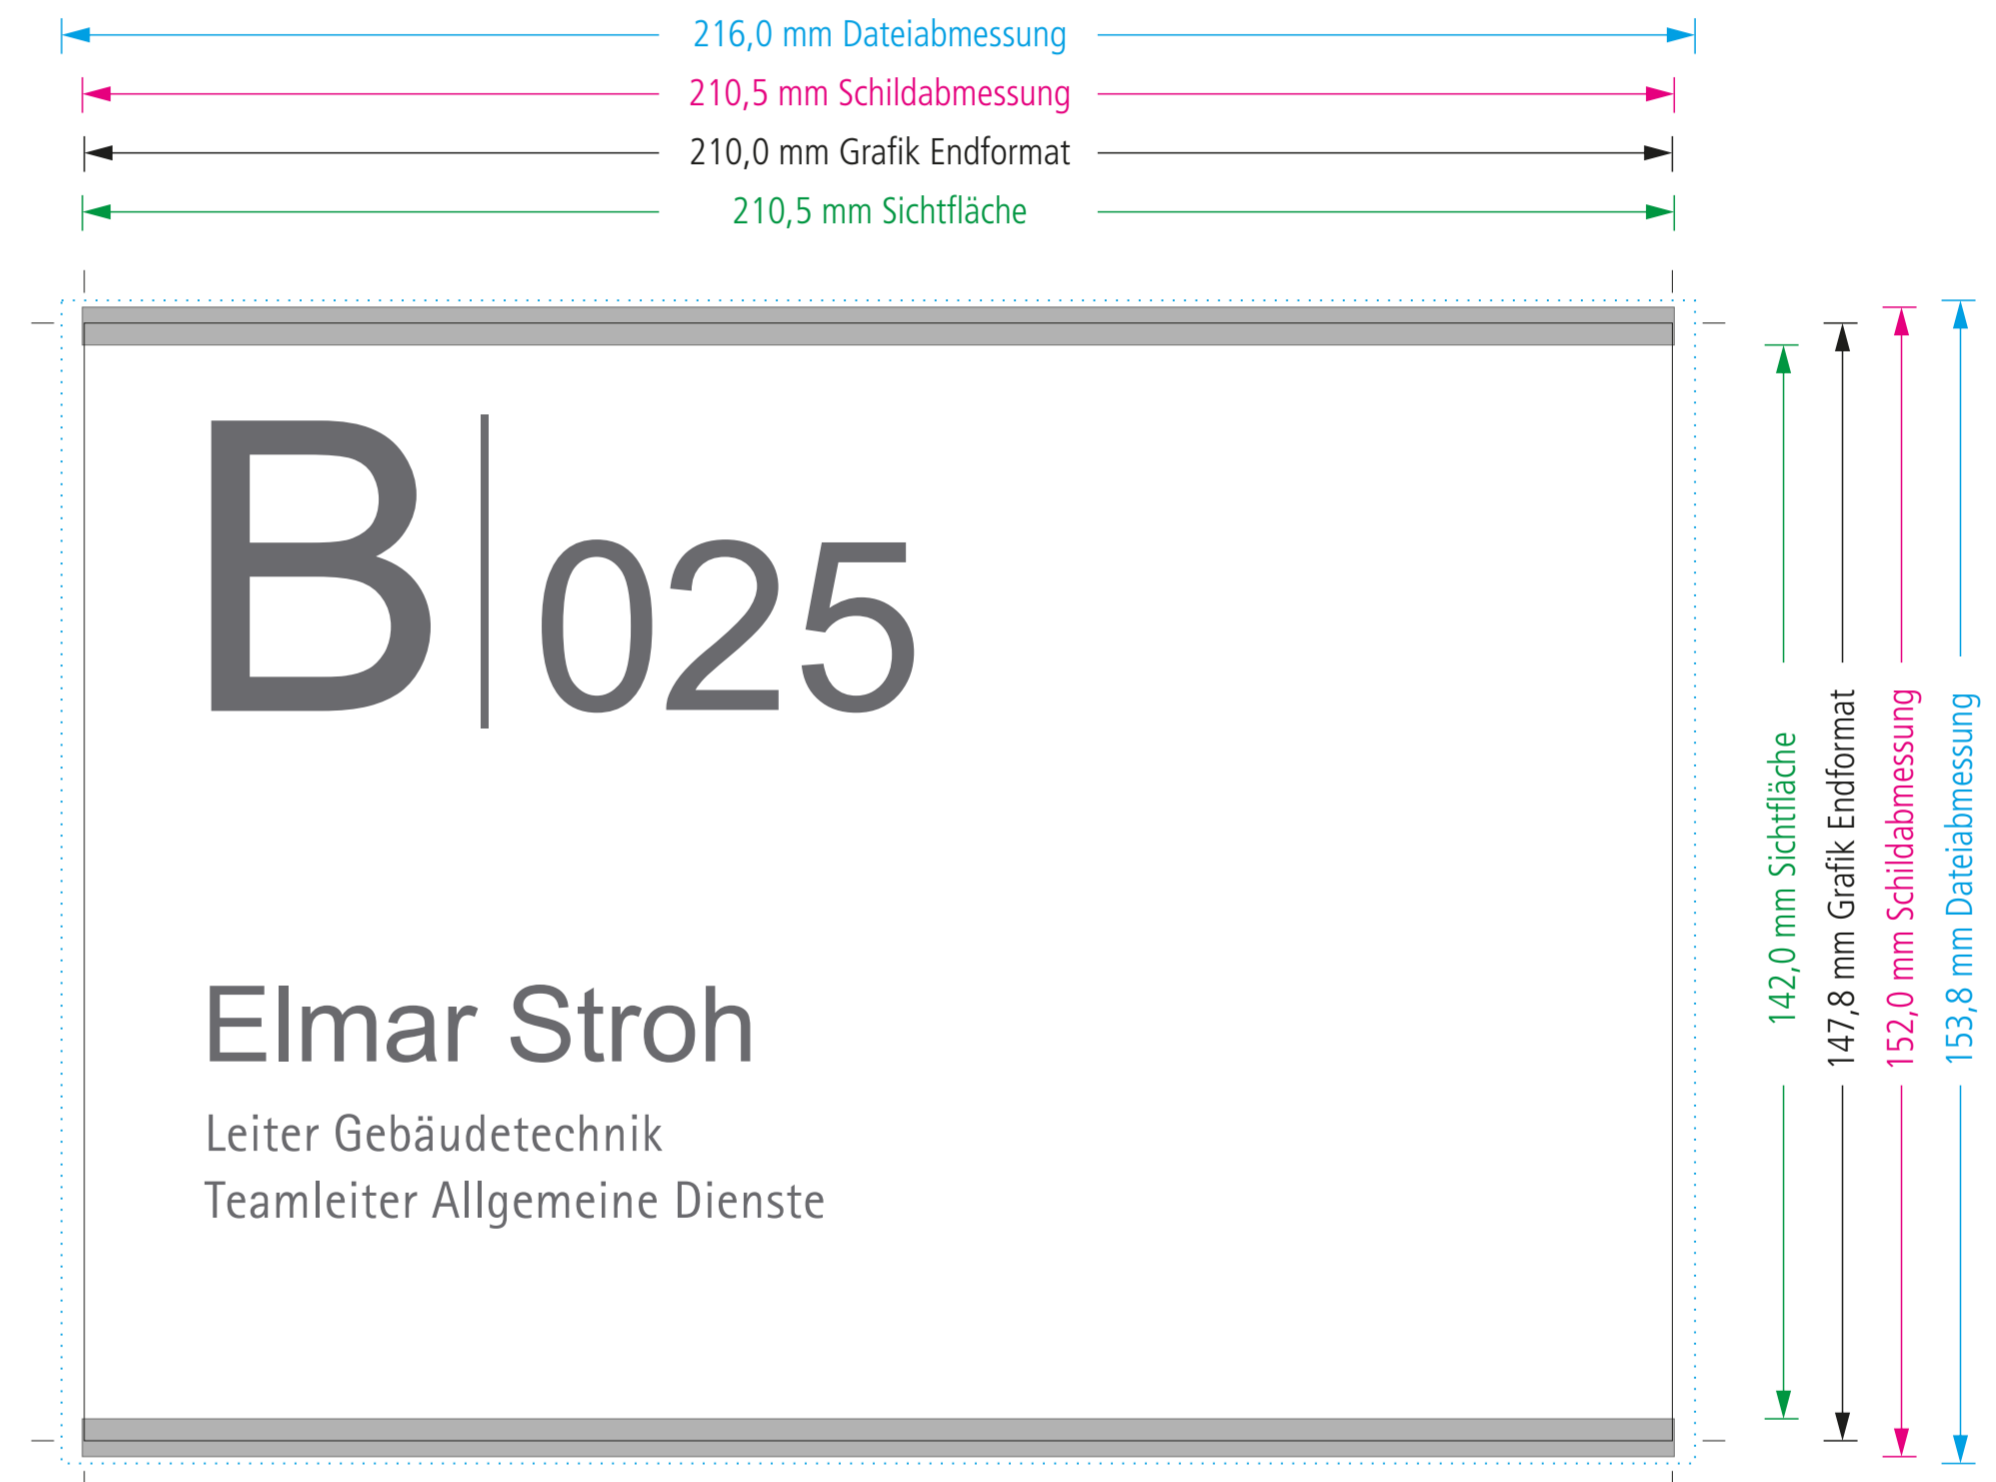 216,0 mm Dateiabmessung
210,5 mm Schildabmessung
210,0 mm Grafik Endformat
210,5 mm Sichtfläche
B|025
Elmar Stroh
Leiter Gebäudetechnik
Teamleiter Allgemeine Dienste
142,0 mm Sichtfläche
147,8 mm Grafik Endformat
152,0 mm Schildabmessung
153,8 mm Dateiabmessung